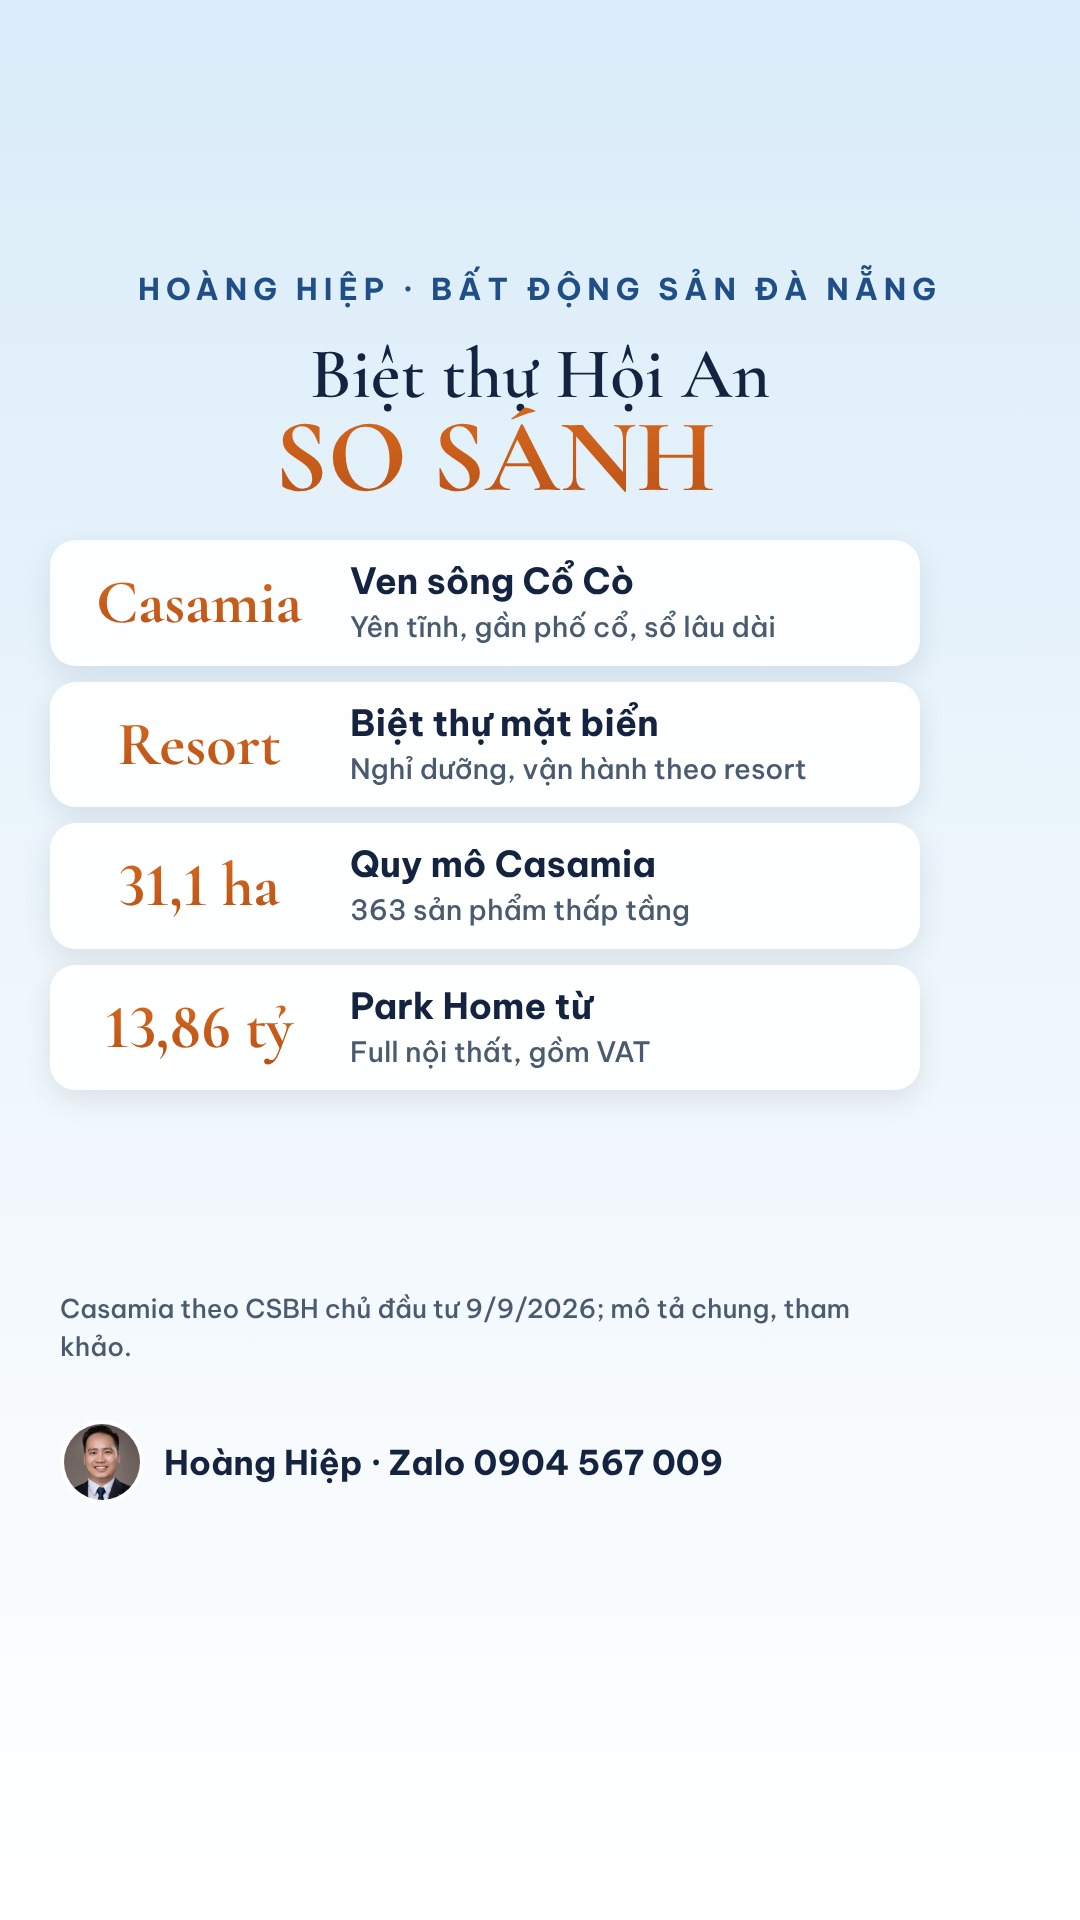 HOÀNG HIỆP · BẤT ĐỘNG SẢN ĐÀ NẴNG
Biệt thự Hội An
SO SÁNH
Casamia
Ven sông Cổ Cò
Yên tĩnh, gần phố cổ, sổ lâu dài
Resort
Biệt thự mặt biển
Nghỉ dưỡng, vận hành theo resort
31,1 ha
Quy mô Casamia
363 sản phẩm thấp tầng
13,86 tỷ
Park Home từ
Full nội thất, gồm VAT
Casamia theo CSBH chủ đầu tư 9/9/2026; mô tả chung, tham
khảo.
Hoàng Hiệp · Zalo 0904 567 009